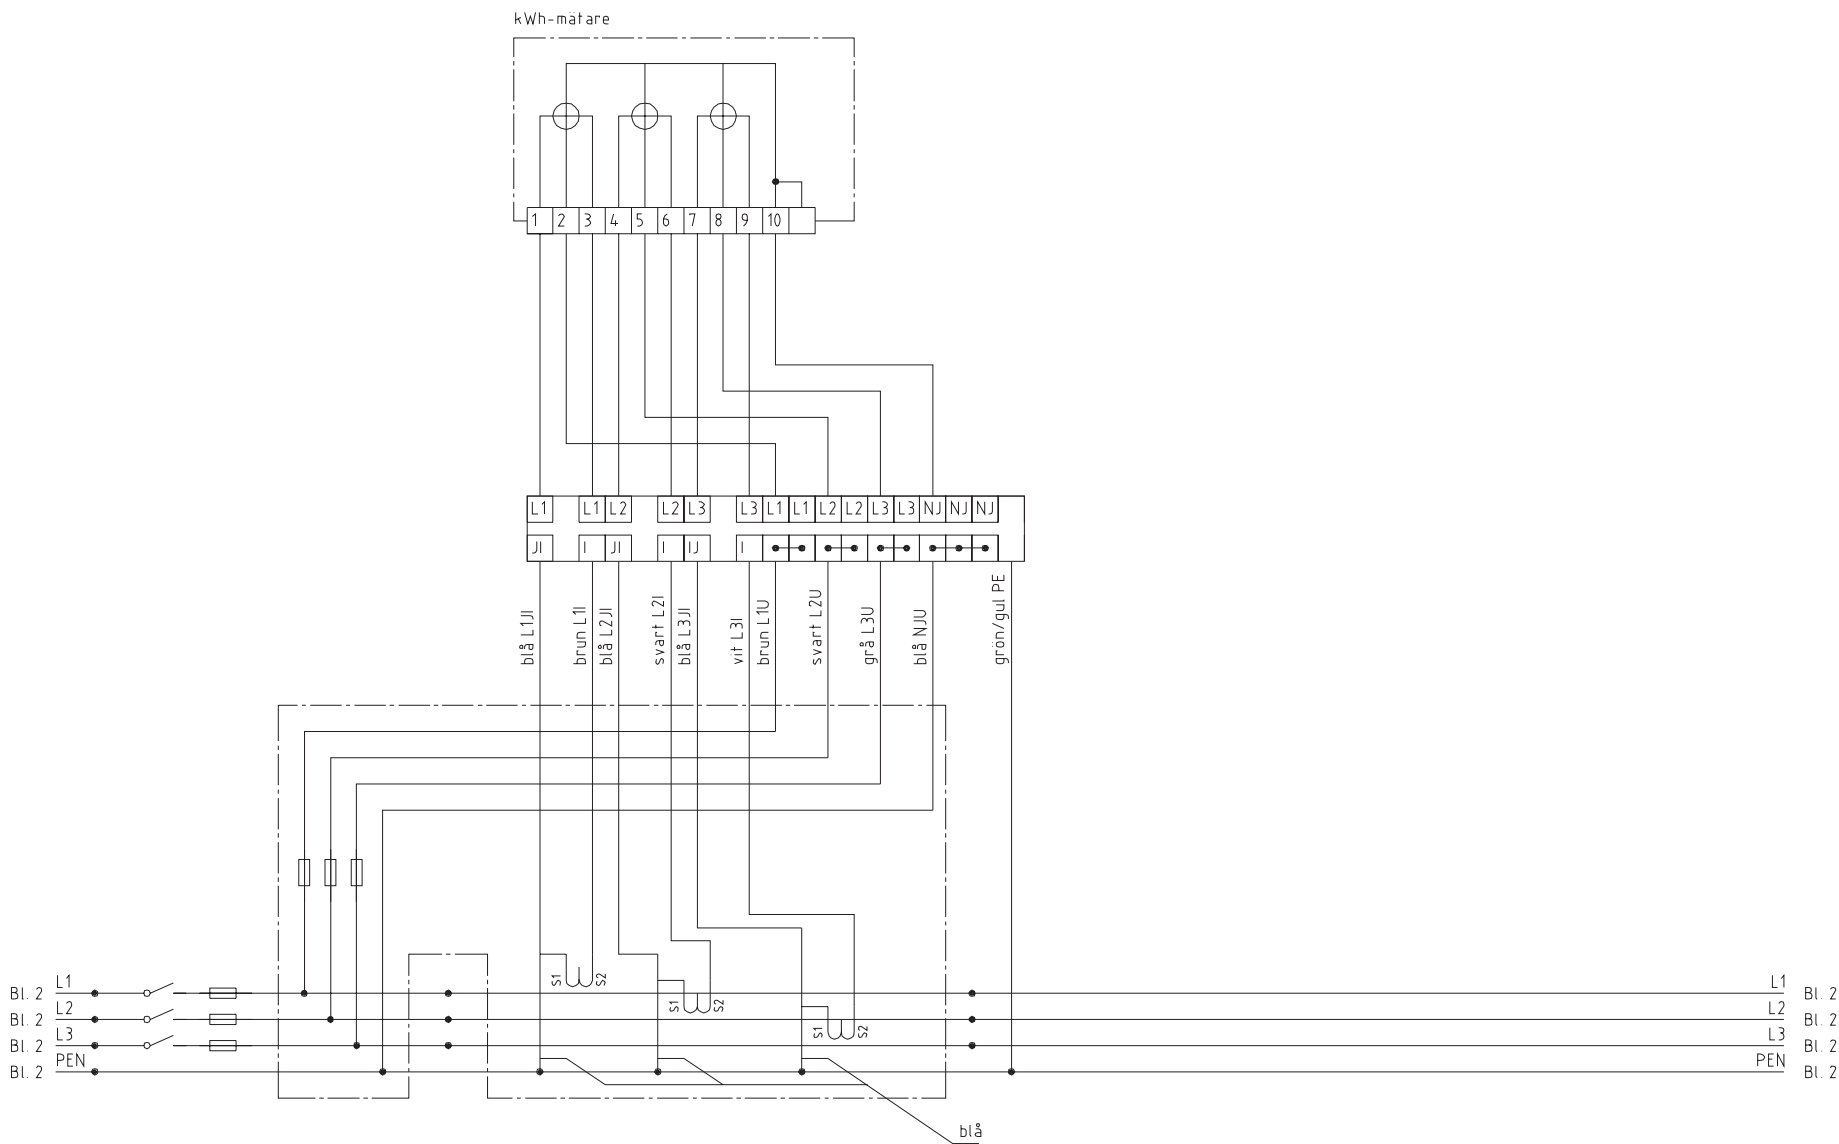 kWh-mätare
1 2 3 4 5 6 7 8 9 10
L1 L1 L2 L2 L3 L3 L1 L1 L2 L2 L3 L3 NJ NJ NJ
JI I JI I IJ I
blå L1JI
brun L1I
blå L2JI
svart L2I
blå L3JI
vit L3I
brun L1U
svart L2U
grå L3U
blå NJU
grön/gul PE
S1 S2
S1 S2
S1 S2
Bl. 2 L1 L1 Bl. 2
Bl. 2 L2 L2 Bl. 2
Bl. 2 L3 L3 Bl. 2
Bl. 2 PEN PEN Bl. 2
blå